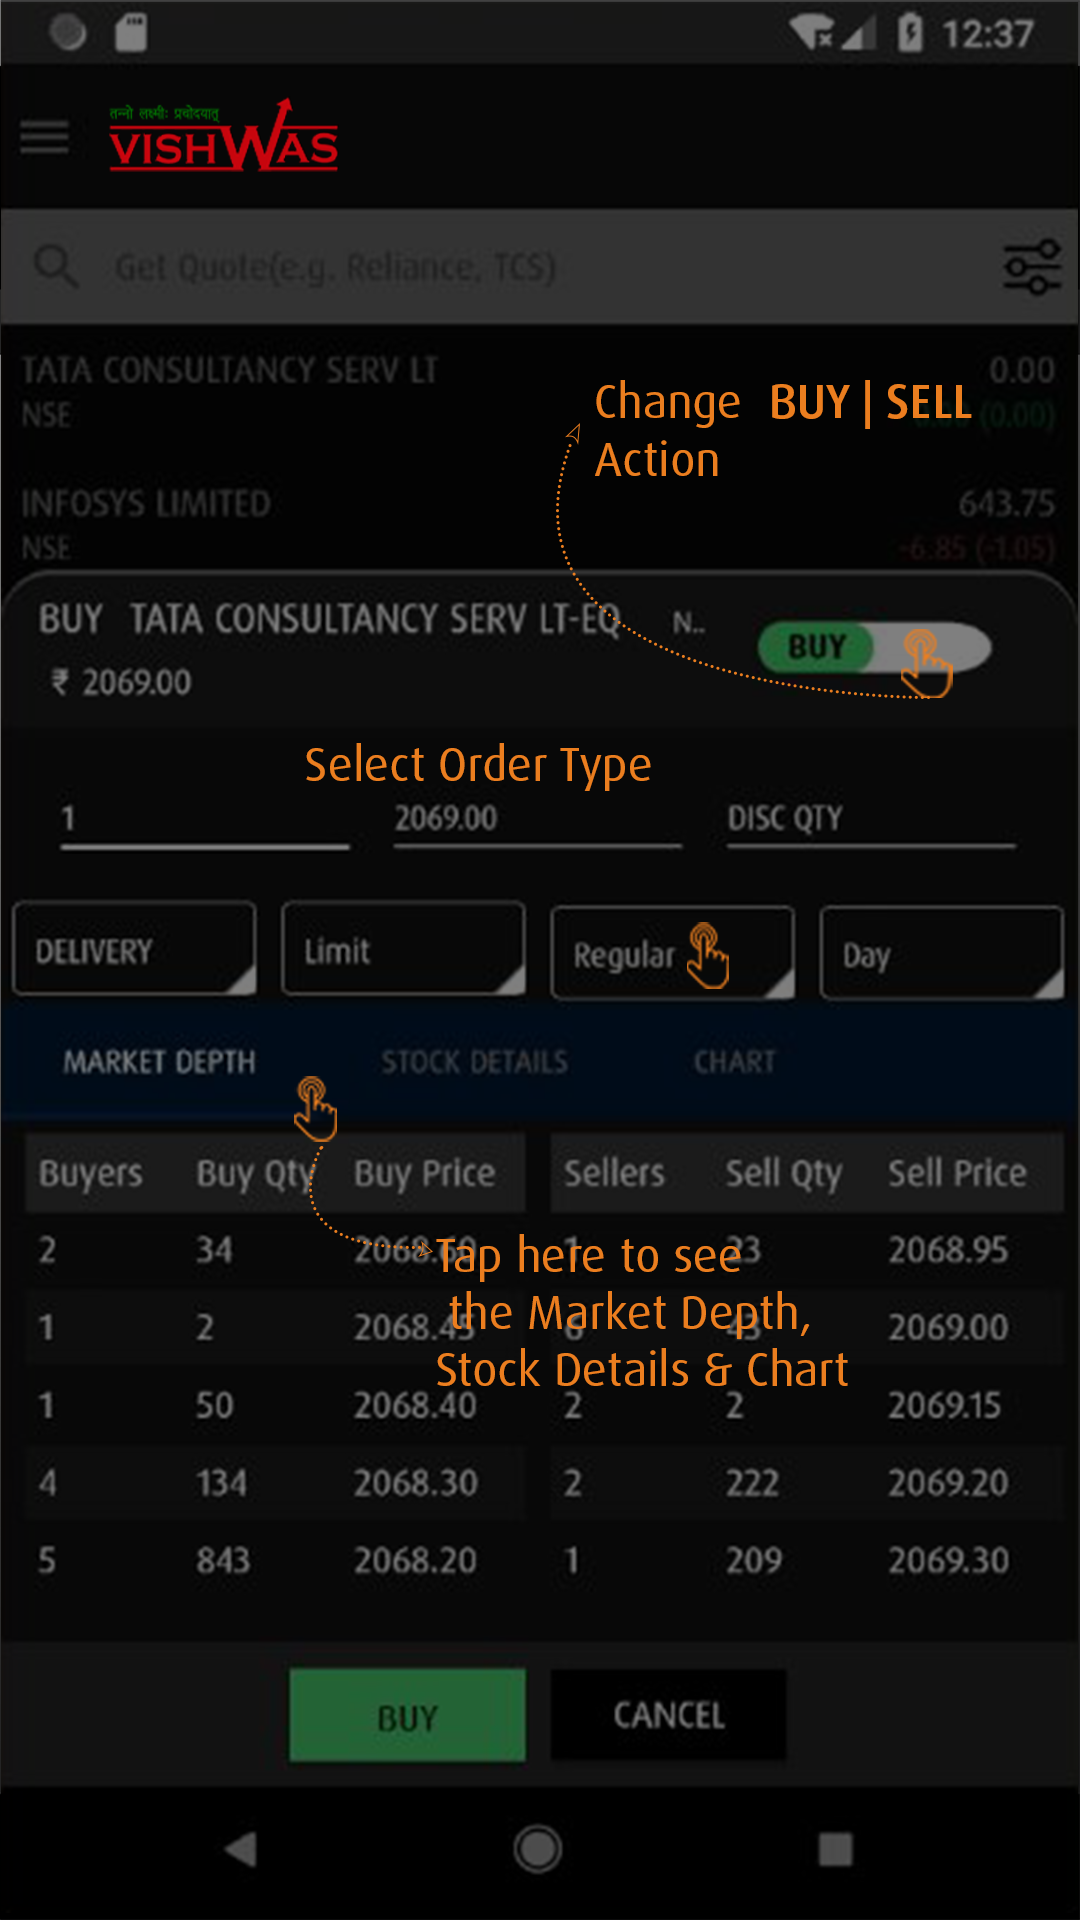 12:37
तन्नो लक्ष्मीः प्रचोदयात्
VISHWAS
Get Quote(e.g. Reliance, TCS)
TATA CONSULTANCY SERV LT 0.00
NSE 0.00 (0.00)
Change BUY | SELL
Action
INFOSYS LIMITED 643.75
NSE -6.85 (-1.05)
BUY TATA CONSULTANCY SERV LT-EQ N..
BUY
₹ 2069.00
Select Order Type
1 2069.00 DISC QTY
DELIVERY Limit Regular Day
MARKET DEPTH STOCK DETAILS CHART
Buyers Buy Qty Buy Price Sellers Sell Qty Sell Price
2 34 2068.60 1 23 2068.95
Tap here to see
the Market Depth,
Stock Details & Chart
1 2 2068.45 6 43 2069.00
1 50 2068.40 2 2 2069.15
4 134 2068.30 2 222 2069.20
5 843 2068.20 1 209 2069.30
BUY CANCEL